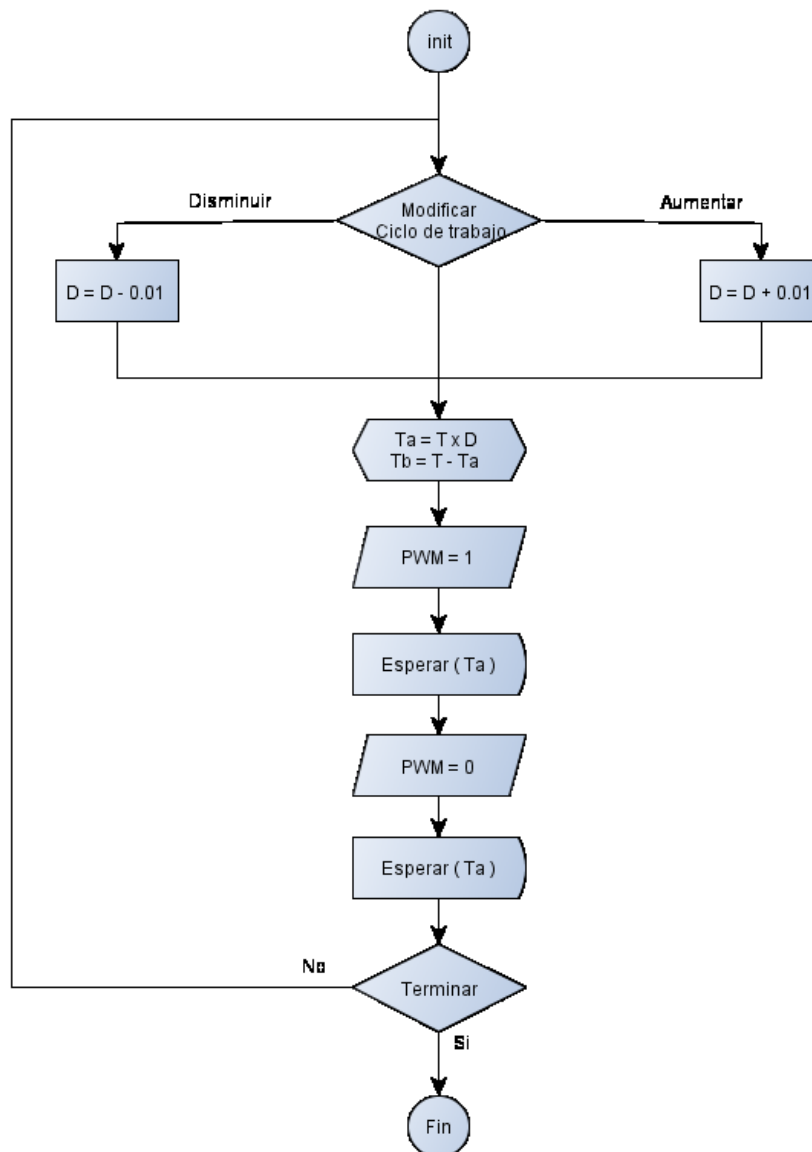 init
Disminuir
Modificar
Ciclo de trabajo
Aumentar
D = D - 0.01
D = D + 0.01
Ta = T x D
Tb = T - Ta
PWM = 1
Esperar ( Ta )
PWM = 0
Esperar ( Ta )
No
Terminar
Si
Fin